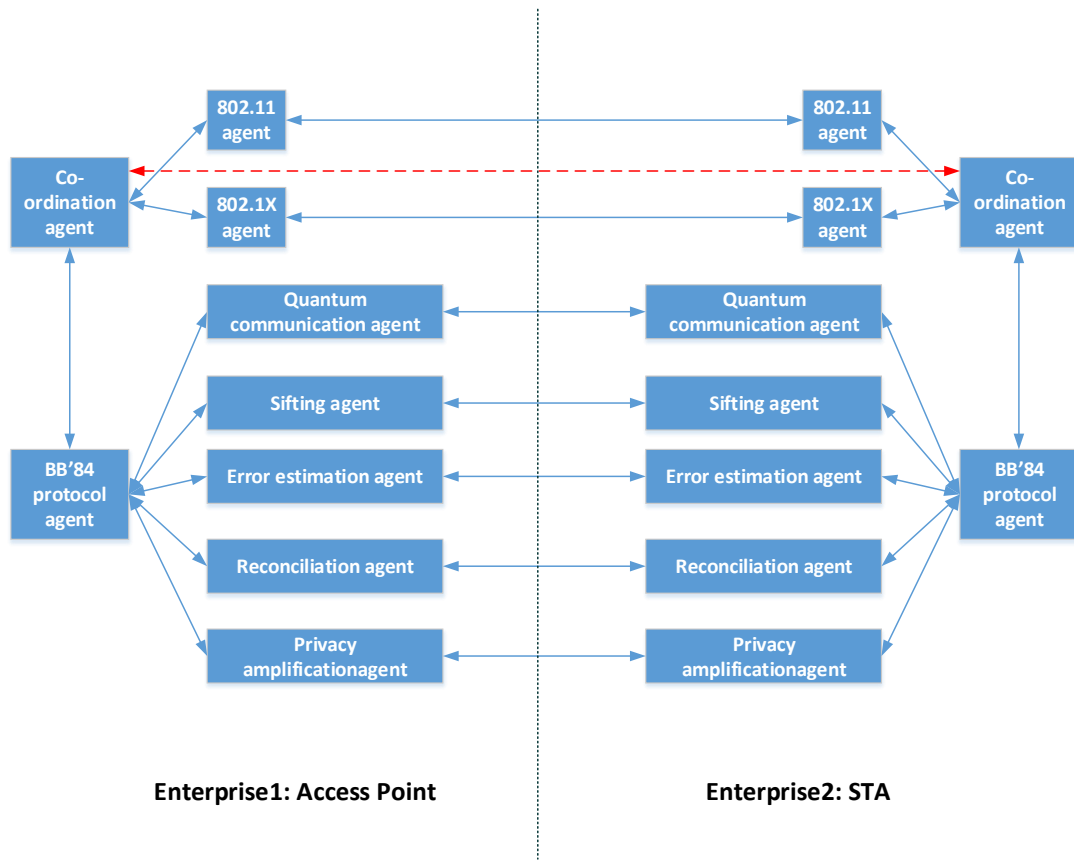 802.11
agent
802.11
agent
Co-
ordination
agent
802.1X
agent
802.1X
agent
Co-
ordination
agent
Quantum
communication agent
Quantum
communication agent
Sifting agent
Sifting agent
BB’84
protocol
agent
Error estimation agent
Error estimation agent
BB’84
protocol
agent
Reconciliation agent
Reconciliation agent
Privacy
amplificationagent
Privacy
amplificationagent
Enterprise1: Access Point
Enterprise2: STA